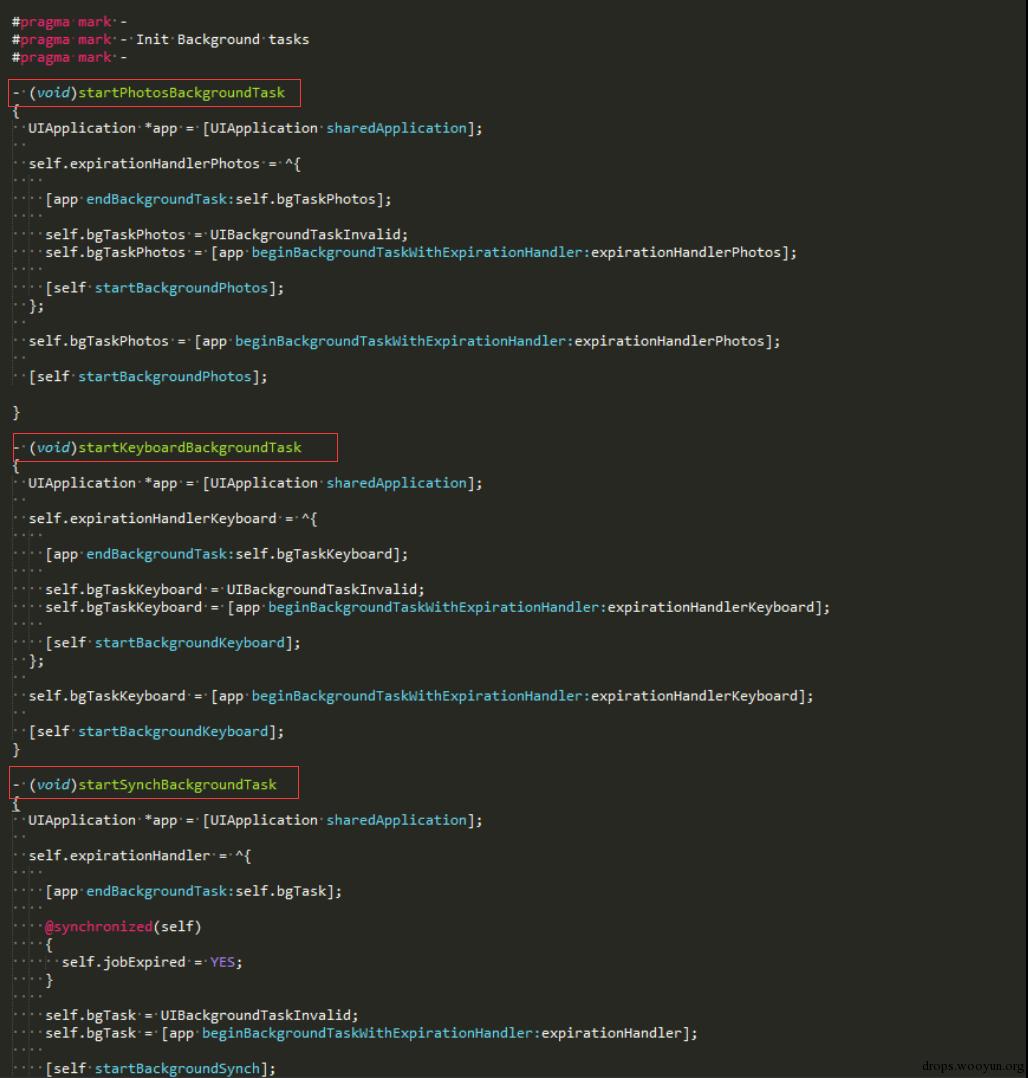 #pragma mark -
#pragma mark - Init Background tasks
#pragma mark -
- (void)startPhotosBackgroundTask
{
UIApplication *app = [UIApplication sharedApplication];
self.expirationHandlerPhotos = ^{
[app endBackgroundTask:self.bgTaskPhotos];
self.bgTaskPhotos = UIBackgroundTaskInvalid;
self.bgTaskPhotos = [app beginBackgroundTaskWithExpirationHandler:expirationHandlerPhotos];
[self startBackgroundPhotos];
};
self.bgTaskPhotos = [app beginBackgroundTaskWithExpirationHandler:expirationHandlerPhotos];
[self startBackgroundPhotos];
}
- (void)startKeyboardBackgroundTask
{
UIApplication *app = [UIApplication sharedApplication];
self.expirationHandlerKeyboard = ^{
[app endBackgroundTask:self.bgTaskKeyboard];
self.bgTaskKeyboard = UIBackgroundTaskInvalid;
self.bgTaskKeyboard = [app beginBackgroundTaskWithExpirationHandler:expirationHandlerKeyboard];
[self startBackgroundKeyboard];
};
self.bgTaskKeyboard = [app beginBackgroundTaskWithExpirationHandler:expirationHandlerKeyboard];
[self startBackgroundKeyboard];
}
- (void)startSynchBackgroundTask
{
UIApplication *app = [UIApplication sharedApplication];
self.expirationHandler = ^{
[app endBackgroundTask:self.bgTask];
@synchronized(self)
{
self.jobExpired = YES;
}
self.bgTask = UIBackgroundTaskInvalid;
self.bgTask = [app beginBackgroundTaskWithExpirationHandler:expirationHandler];
[self startBackgroundSynch];
drops.wooyun.org